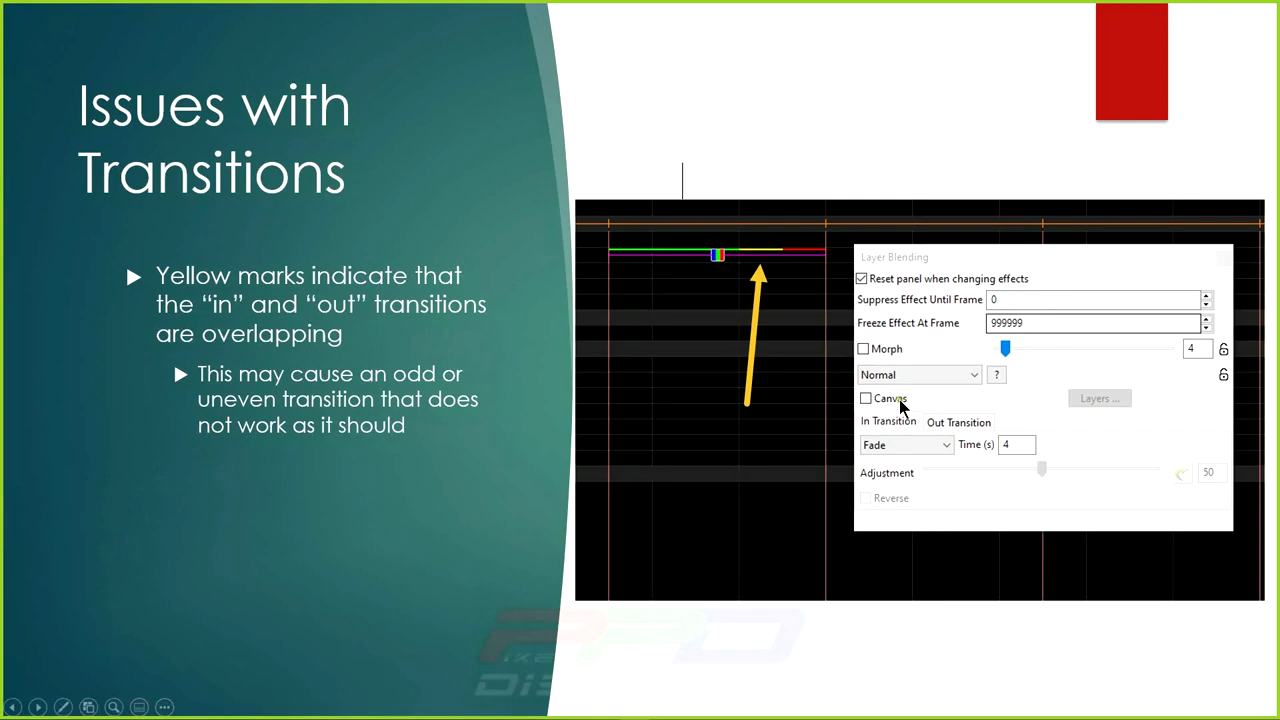 Issues with
Transitions
Yellow marks indicate that
the “in” and “out” transitions
are overlapping
This may cause an odd or
uneven transition that does
not work as it should
Layer Blending
Reset panel when changing effects
Suppress Effect Until Frame 0
Freeze Effect At Frame 999999
Morph 4
Normal ?
Canvas Layers ...
In Transition Out Transition
Fade Time (s) 4
Adjustment 50
Reverse
PPD